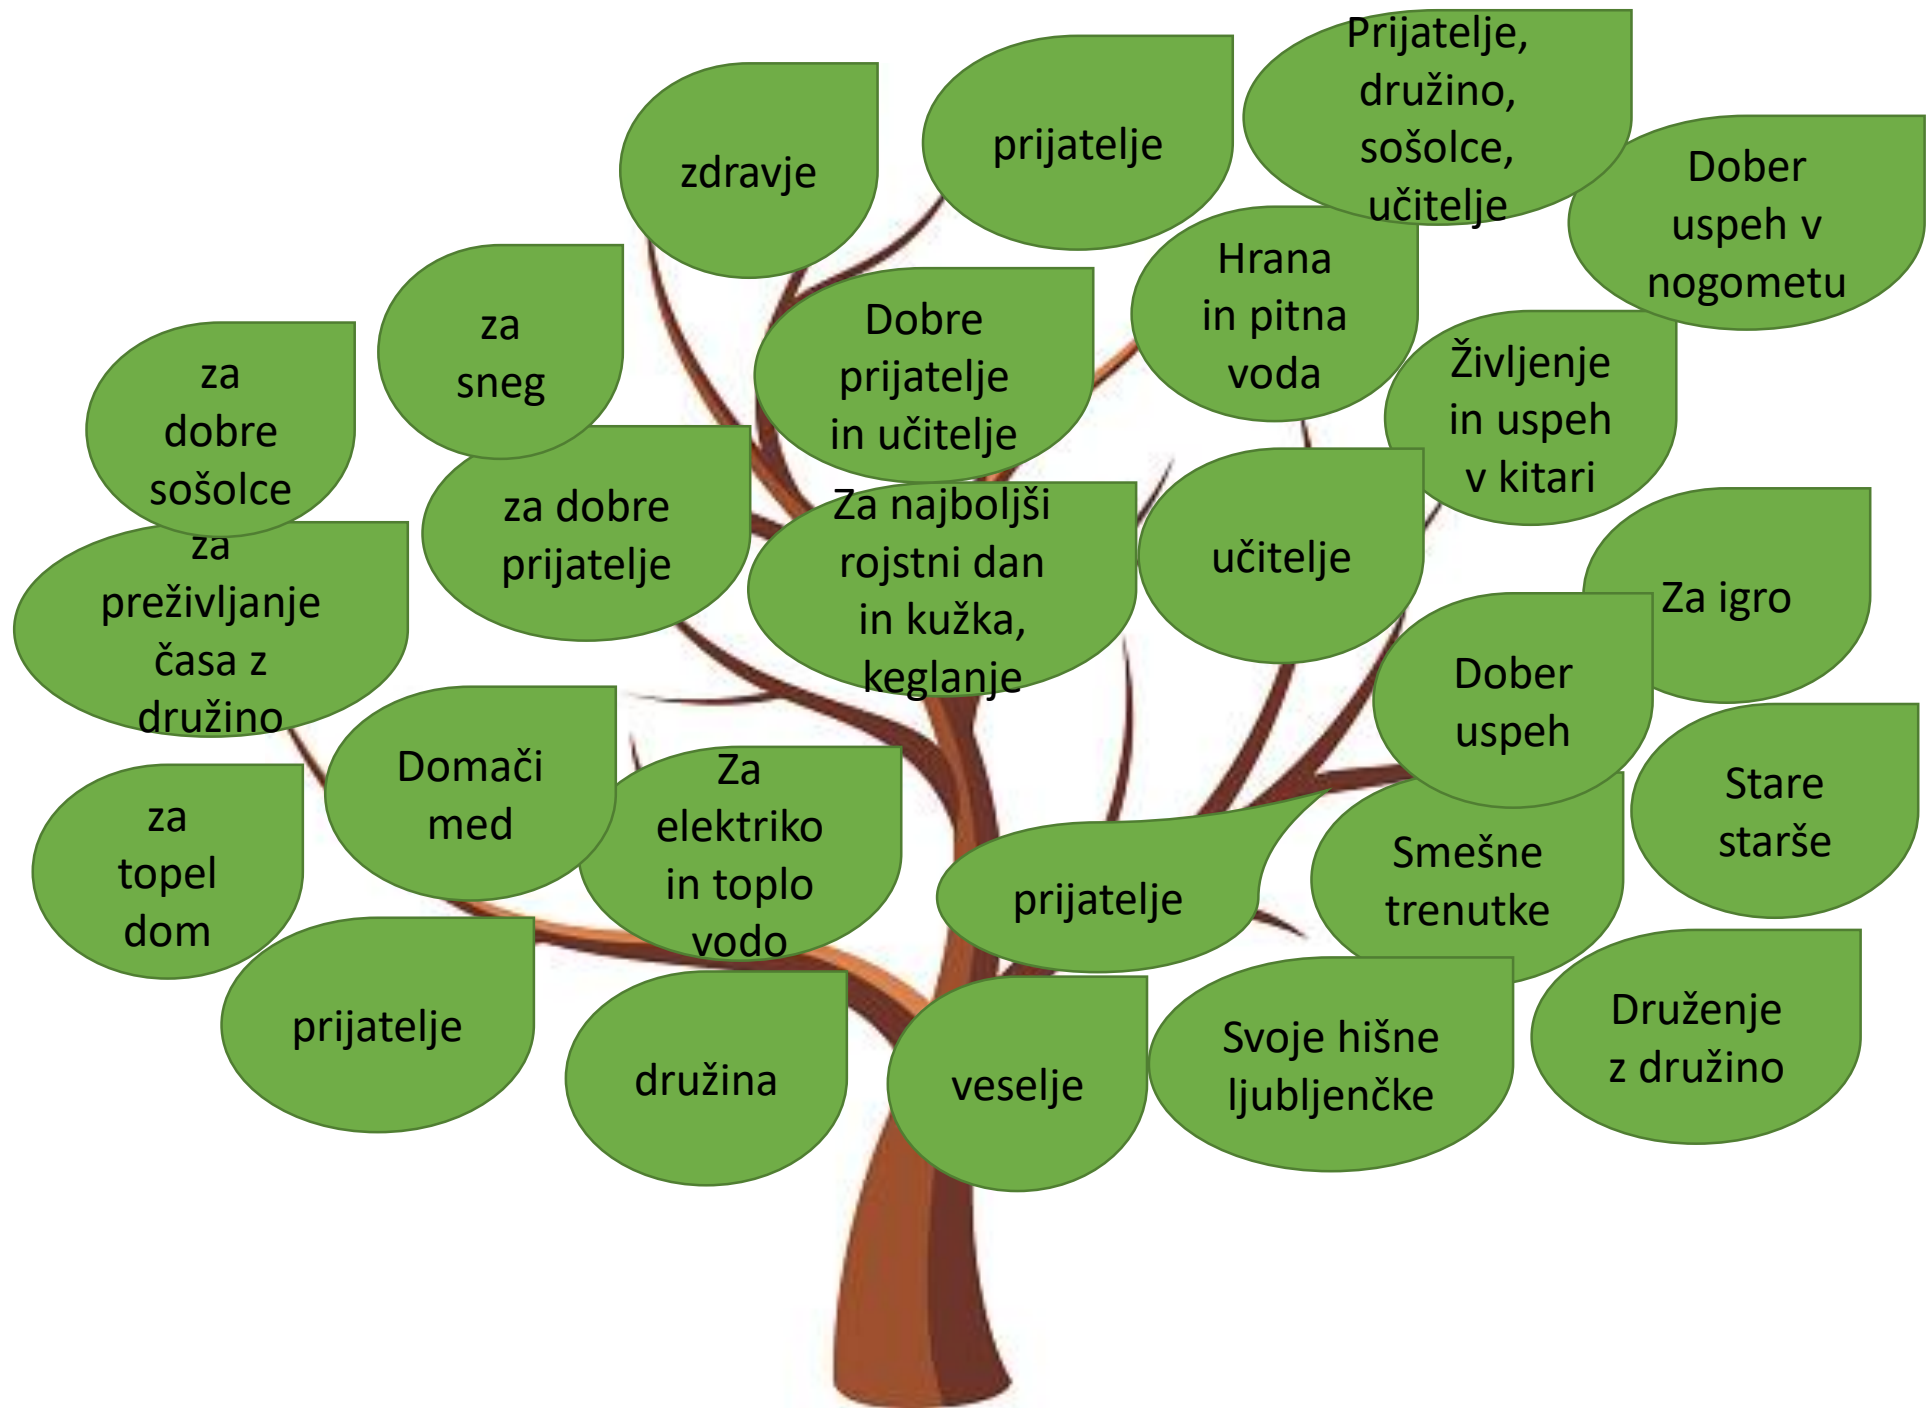 zdravje
prijatelje
Prijatelje,
družino,
sošolce,
učitelje
Dober
uspeh v
nogometu
za
sneg
Dobre
prijatelje
in učitelje
Hrana
in pitna
voda
Življenje
in uspeh
v kitari
za
dobre
sošolce
za dobre
prijatelje
Za najboljši
rojstni dan
in kužka,
keglanje
učitelje
Za igro
za
preživljanje
časa z
družino
Dober
uspeh
Domači
med
Za
elektriko
in toplo
vodo
Stare
starše
za
topel
dom
prijatelje
Smešne
trenutke
prijatelje
družina
veselje
Svoje hišne
ljubljenčke
Druženje
z družino